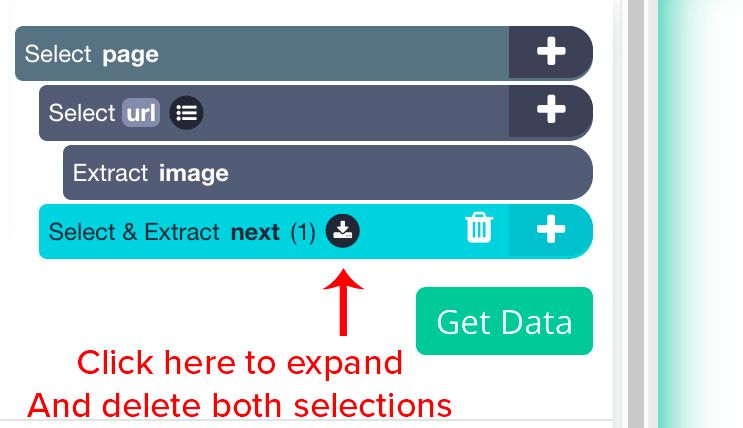 Select page
Select url
Extract image
Select & Extract next (1)
Get Data
Click here to expand
And delete both selections